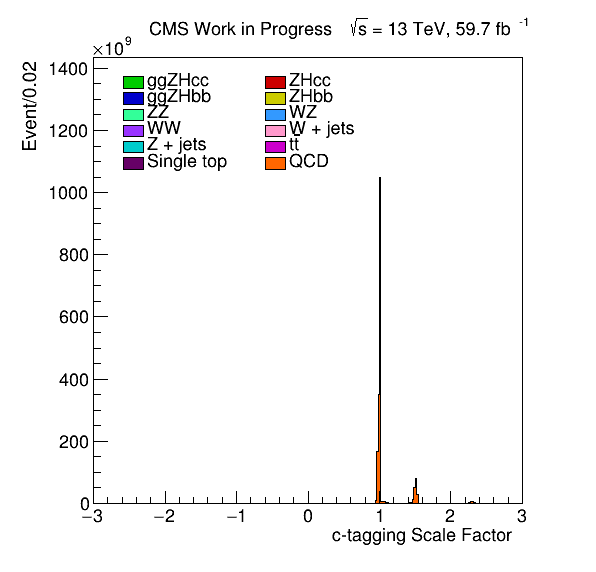 CMS Work in Progress √s = 13 TeV, 59.7 fb⁻¹
×10⁹
Event/0.02
1400
1200
1000
800
600
400
200
0
ggZHcc ZHcc
ggZHbb ZHbb
ZZ WZ
WW W + jets
Z + jets tt̄
Single top QCD
−3 −2 −1 0 1 2 3
c-tagging Scale Factor